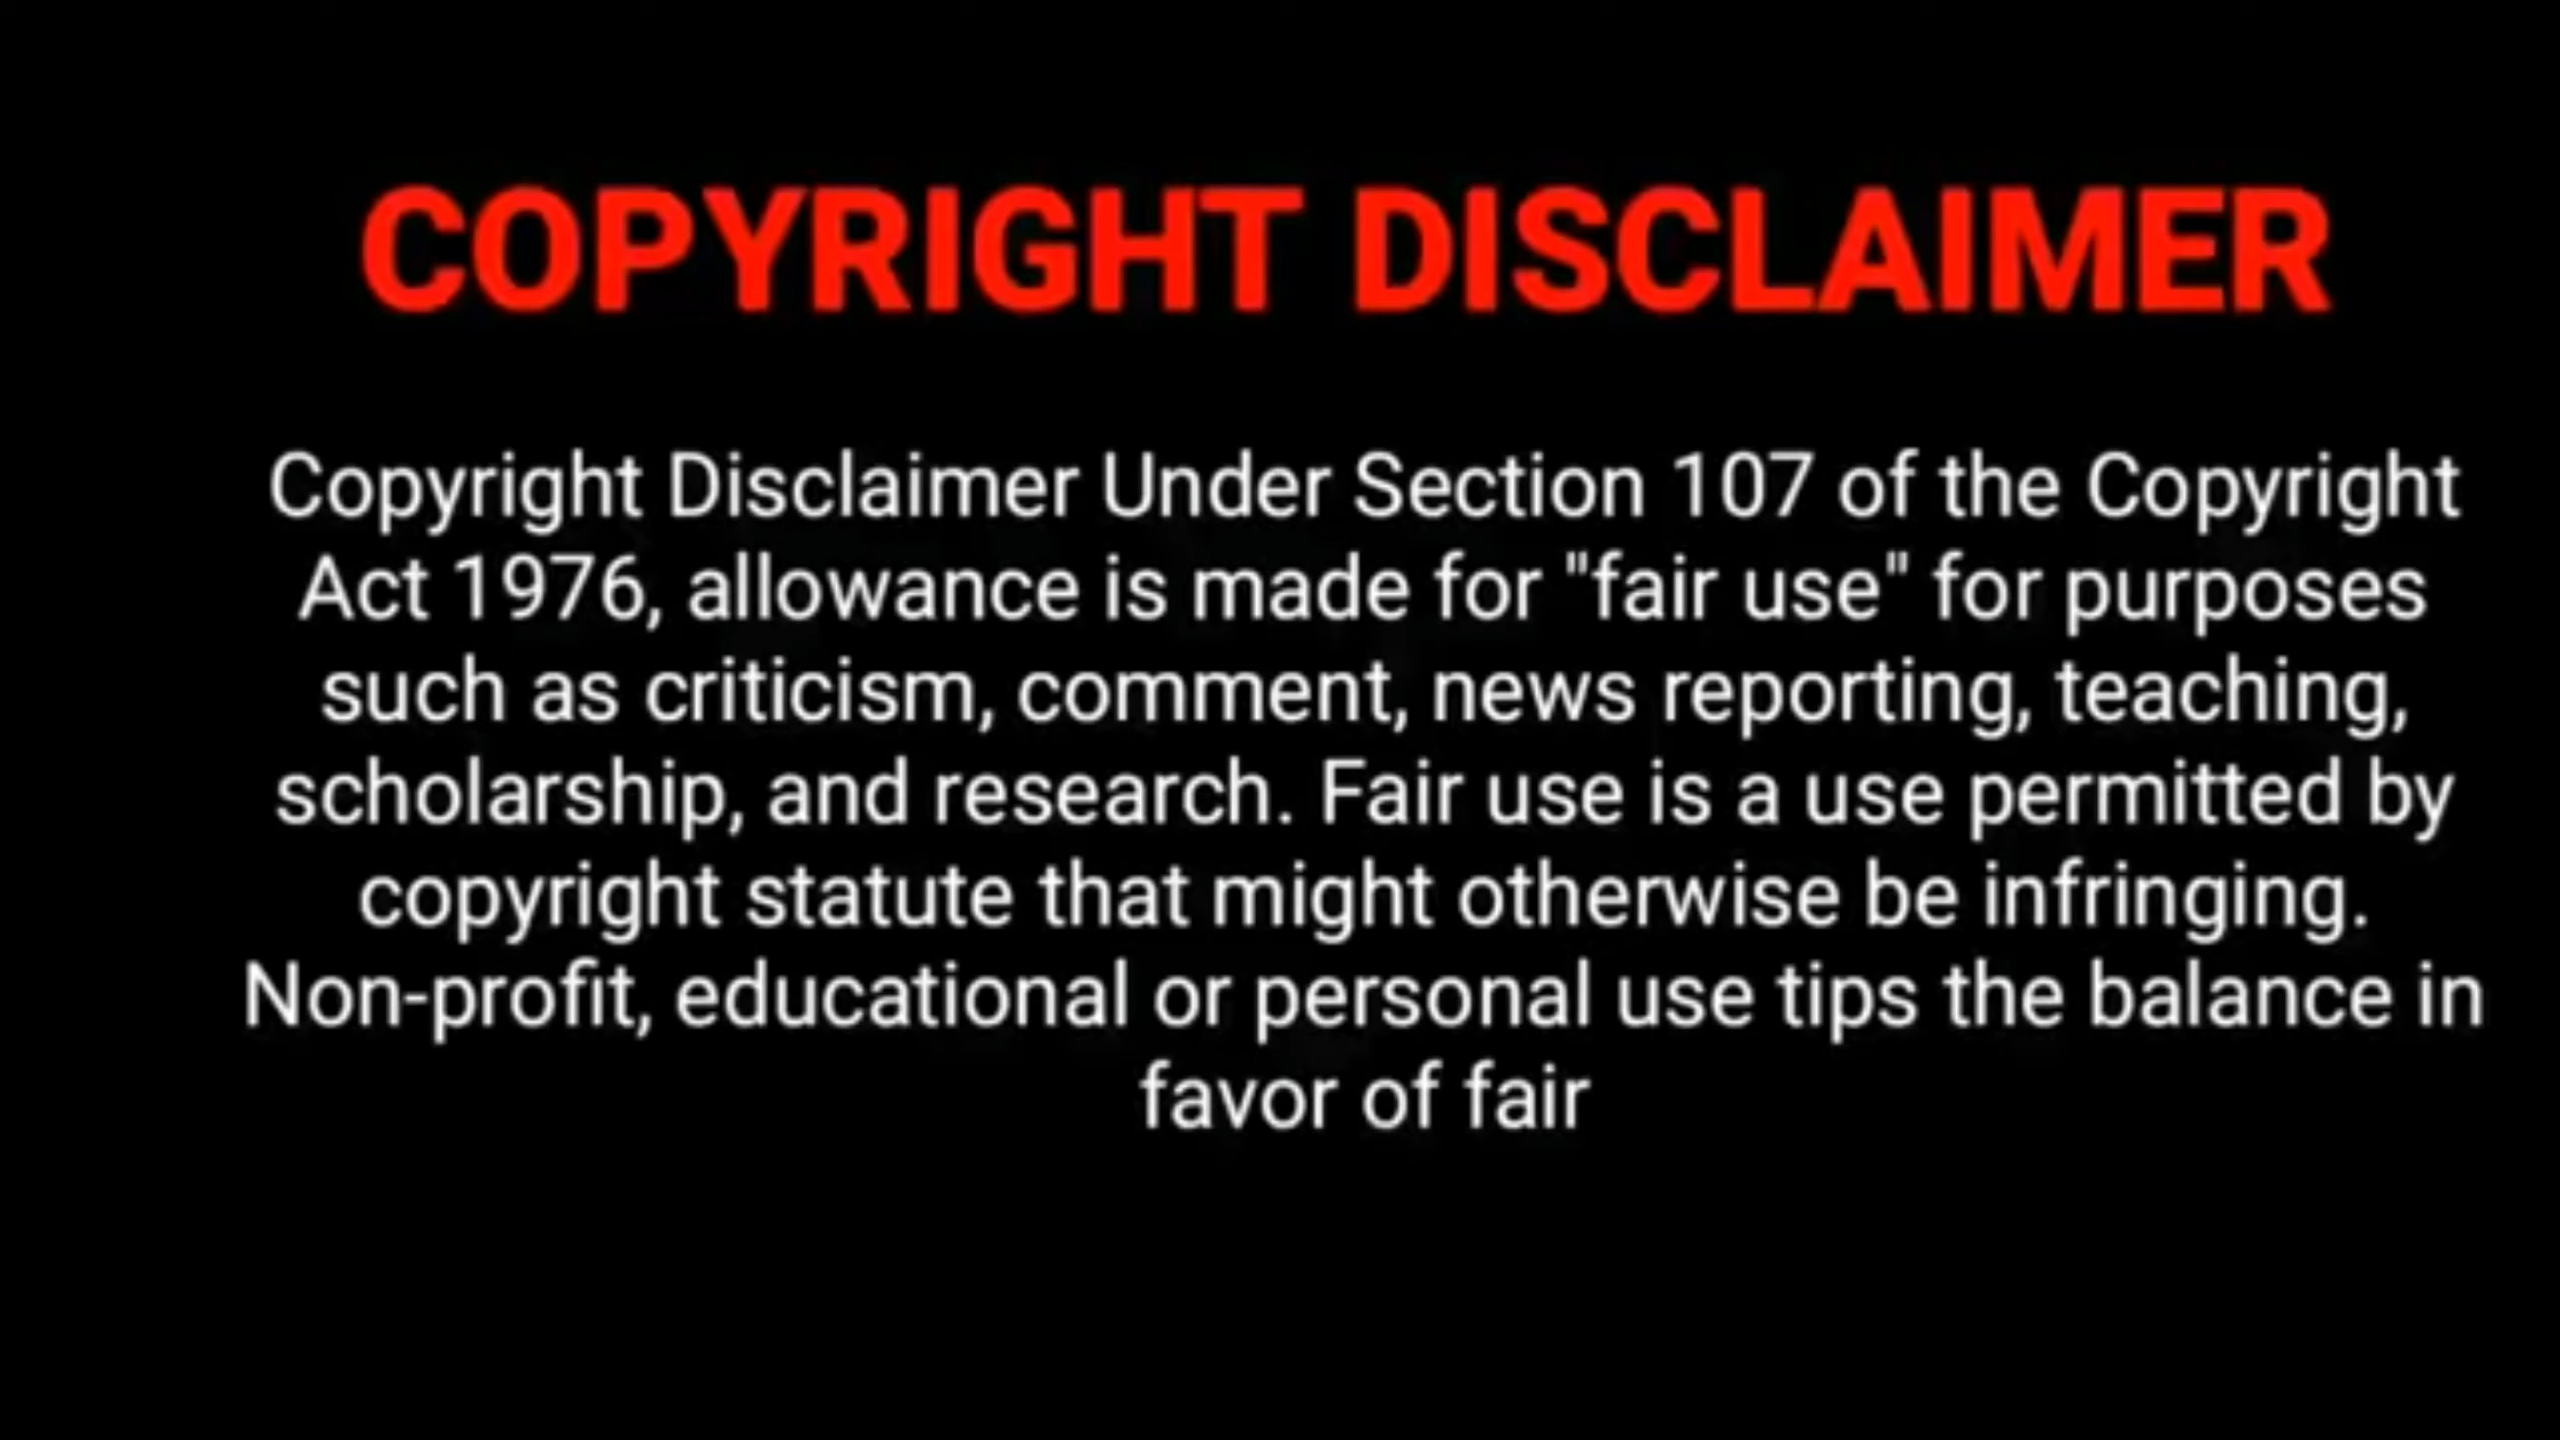 COPYRIGHT DISCLAIMER
Copyright Disclaimer Under Section 107 of the Copyright
Act 1976, allowance is made for "fair use" for purposes
such as criticism, comment, news reporting, teaching,
scholarship, and research. Fair use is a use permitted by
copyright statute that might otherwise be infringing.
Non-profit, educational or personal use tips the balance in
favor of fair